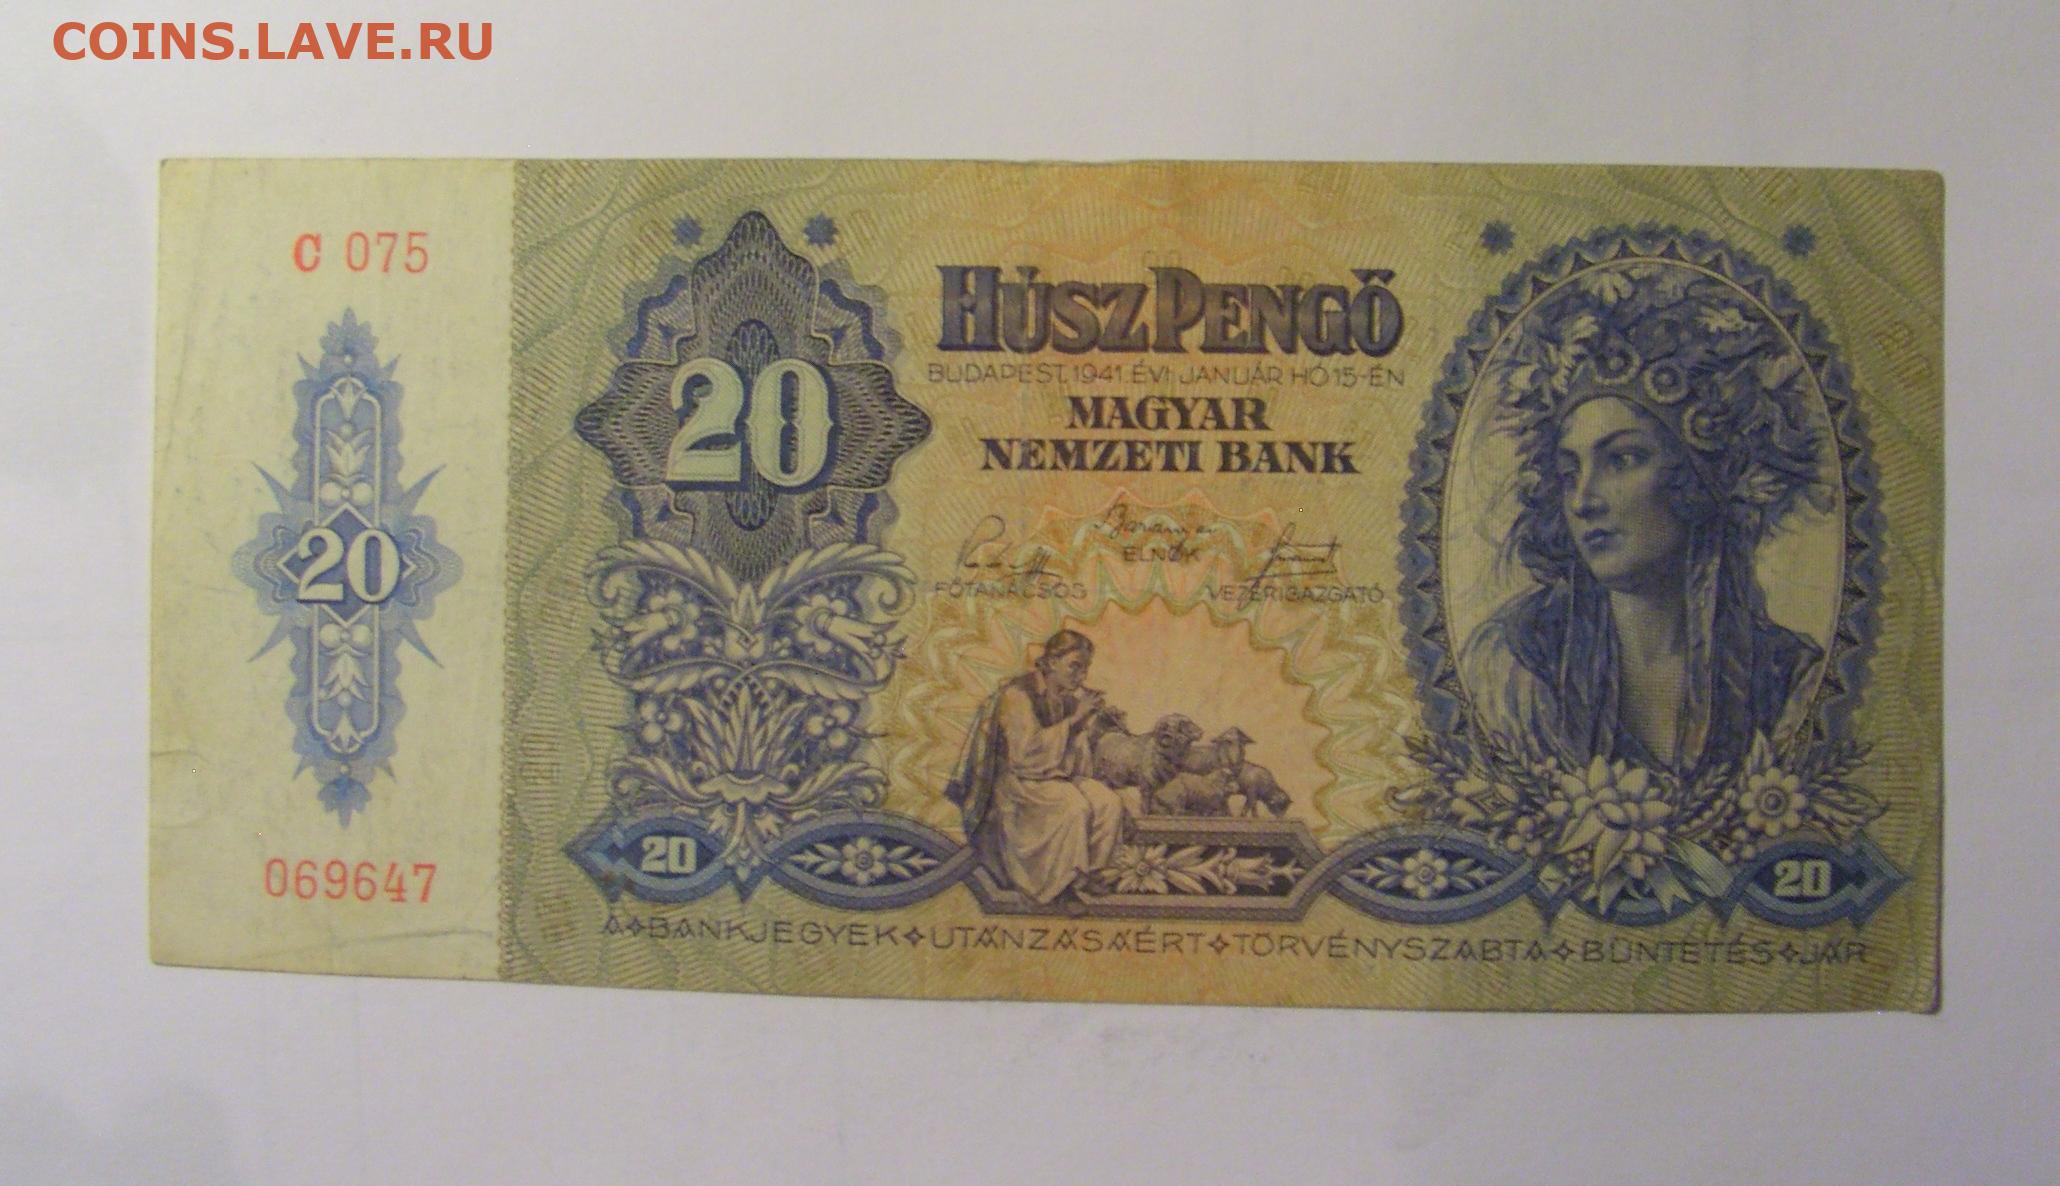 COINS.LAVE.RU
C 075
20
069647
20
HÚSZ PENGŐ
BUDAPEST, 1941. ÉVI JANUÁR HÓ 15-ÉN
MAGYAR
NEMZETI BANK
ELNÖK
FŐTANÁCSOS
VEZÉRIGAZGATÓ
20
20
A BANKJEGYEK UTÁNZÁSÁÉRT TÖRVÉNYSZABTA BÜNTETÉS JÁR